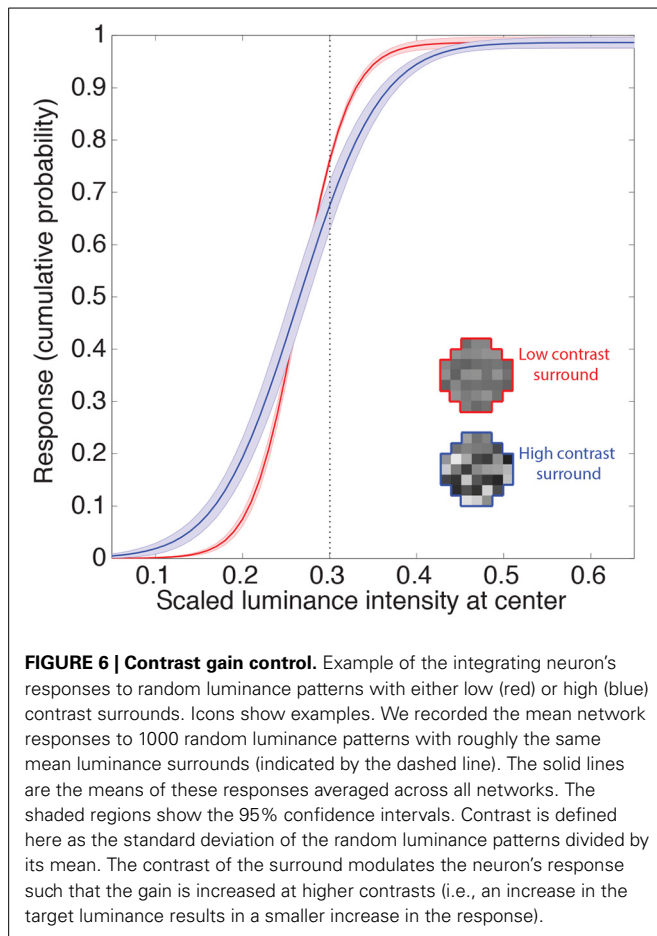 1
0.9
0.8
0.7
0.6
0.5
0.4
0.3
0.2
0.1
0
Response (cumulative probability)
Low contrast
surround
High contrast
surround
0.1 0.2 0.3 0.4 0.5 0.6
Scaled luminance intensity at center
FIGURE 6 | Contrast gain control. Example of the integrating neuron's
responses to random luminance patterns with either low (red) or high (blue)
contrast surrounds. Icons show examples. We recorded the mean network
responses to 1000 random luminance patterns with roughly the same
mean luminance surrounds (indicated by the dashed line). The solid lines
are the means of these responses averaged across all networks. The
shaded regions show the 95% confidence intervals. Contrast is defined
here as the standard deviation of the random luminance patterns divided by
its mean. The contrast of the surround modulates the neuron's response
such that the gain is increased at higher contrasts (i.e., an increase in the
target luminance results in a smaller increase in the response).